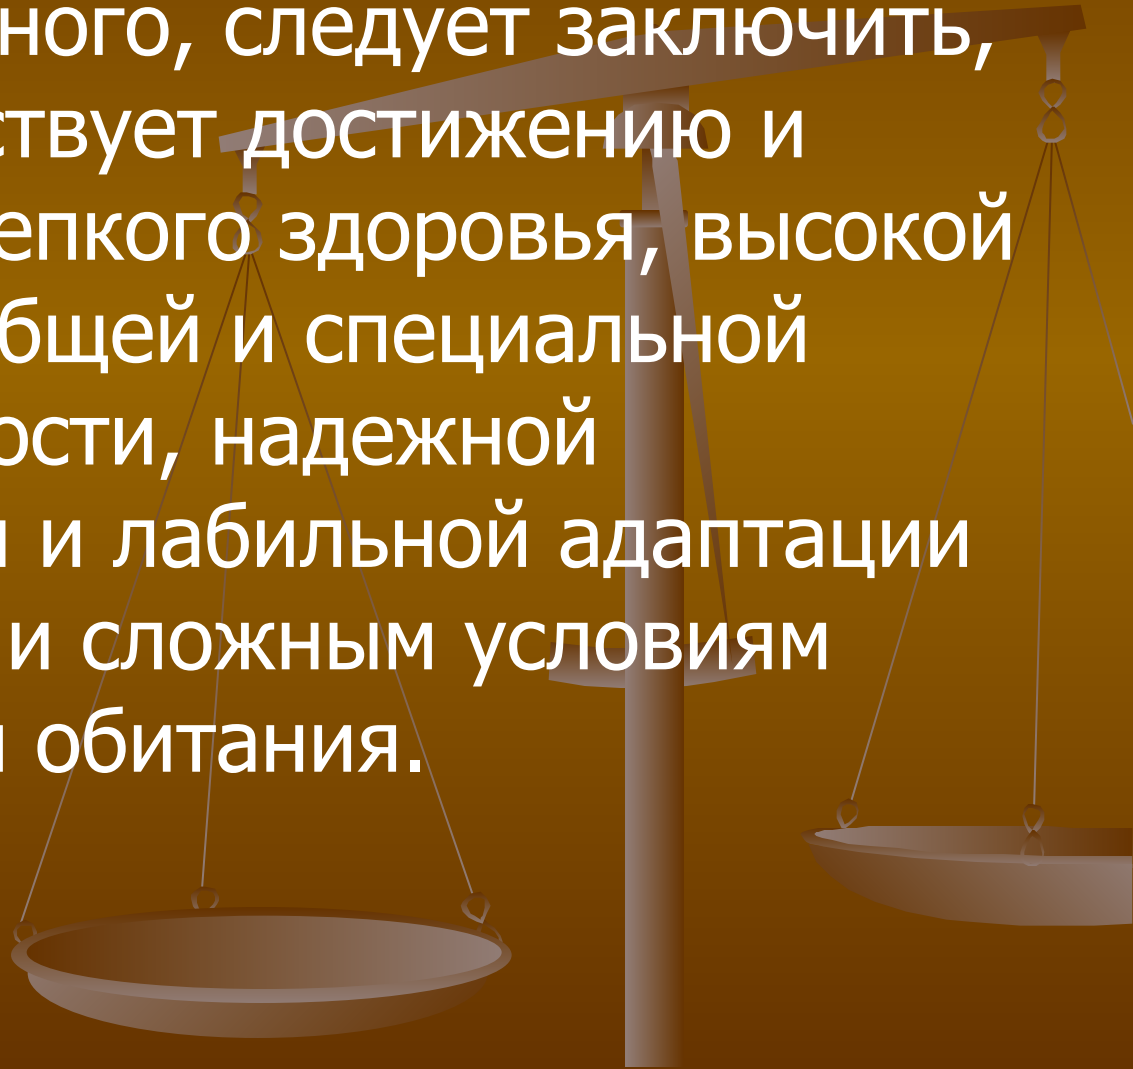 ного, следует заключить,
ствует достижению и
епкого здоровья, высокой
бщей и специальной
ости, надежной
и лабильной адаптации
и сложным условиям
обитания.